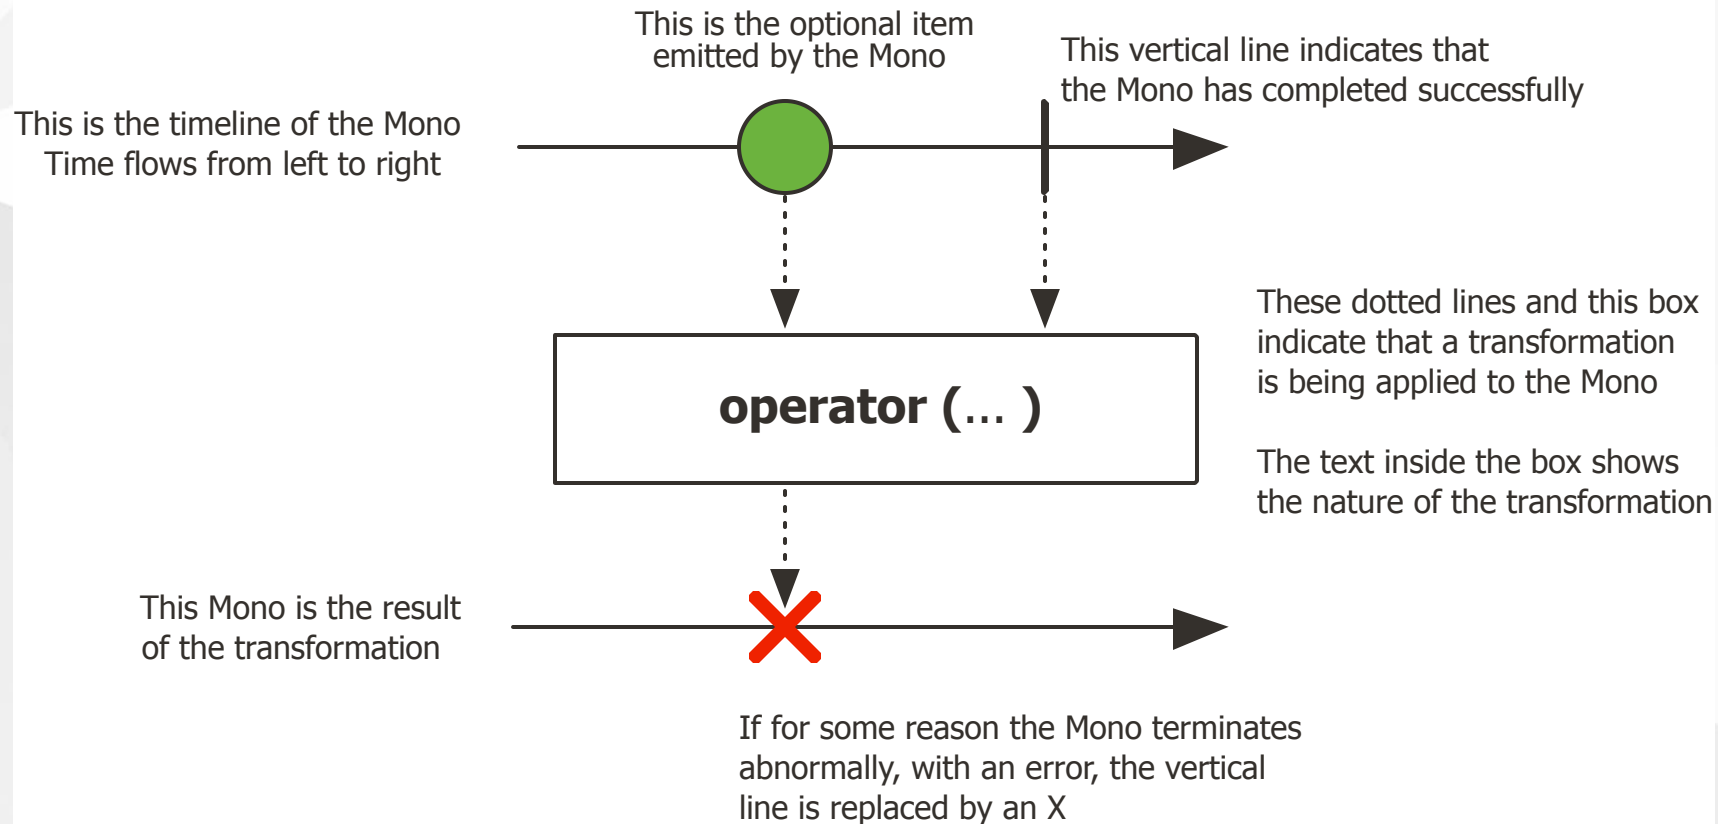 This is the optional item
emitted by the Mono
This vertical line indicates that
the Mono has completed successfully
This is the timeline of the Mono
Time flows from left to right
These dotted lines and this box
indicate that a transformation
is being applied to the Mono
operator (... )
The text inside the box shows
the nature of the transformation
This Mono is the result
of the transformation
If for some reason the Mono terminates
abnormally, with an error, the vertical
line is replaced by an X